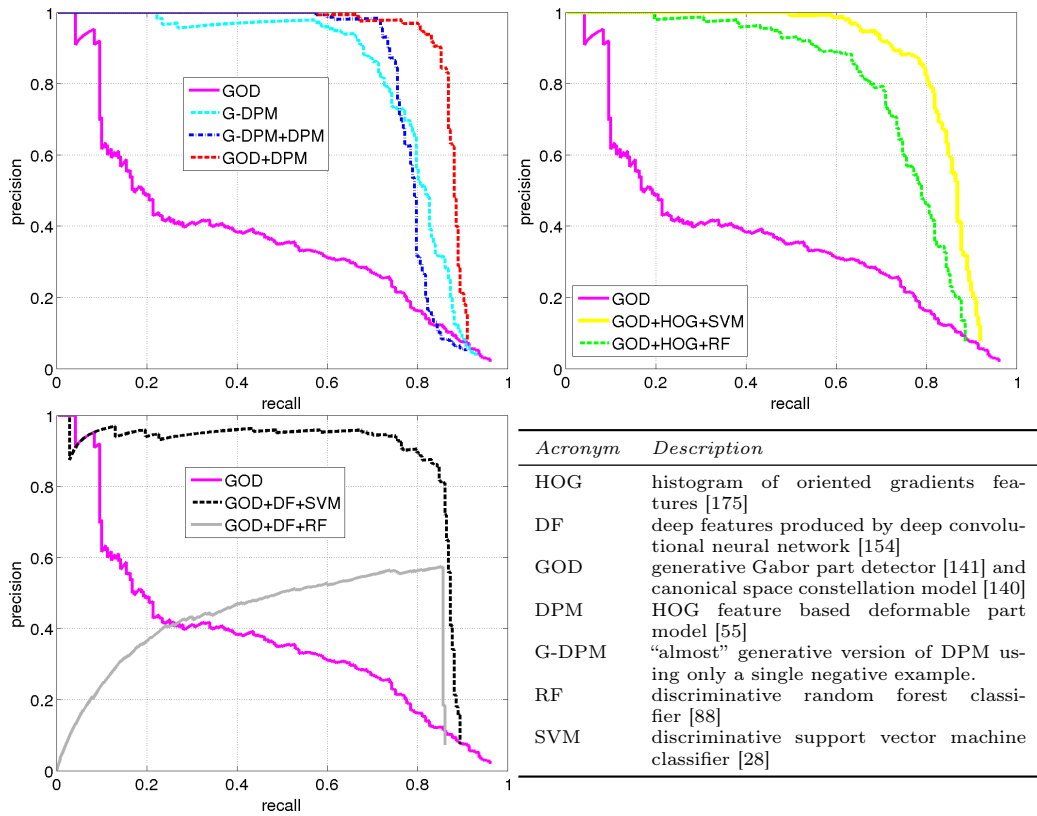 1
0.8
0.6
0.4
0.2
0
precision
0 0.2 0.4 0.6 0.8 1
recall
GOD
G-DPM
G-DPM+DPM
GOD+DPM
1
0.8
0.6
0.4
0.2
0
precision
0 0.2 0.4 0.6 0.8 1
recall
GOD
GOD+HOG+SVM
GOD+HOG+RF
1
0.8
0.6
0.4
0.2
0
precision
0 0.2 0.4 0.6 0.8 1
recall
GOD
GOD+DF+SVM
GOD+DF+RF
Acronym Description
HOG histogram of oriented gradients fea-
tures [175]
DF deep features produced by deep convolu-
tional neural network [154]
GOD generative Gabor part detector [141] and
canonical space constellation model [140]
DPM HOG feature based deformable part
model [55]
G-DPM “almost” generative version of DPM us-
ing only a single negative example.
RF discriminative random forest classi-
fier [88]
SVM discriminative support vector machine
classifier [28]